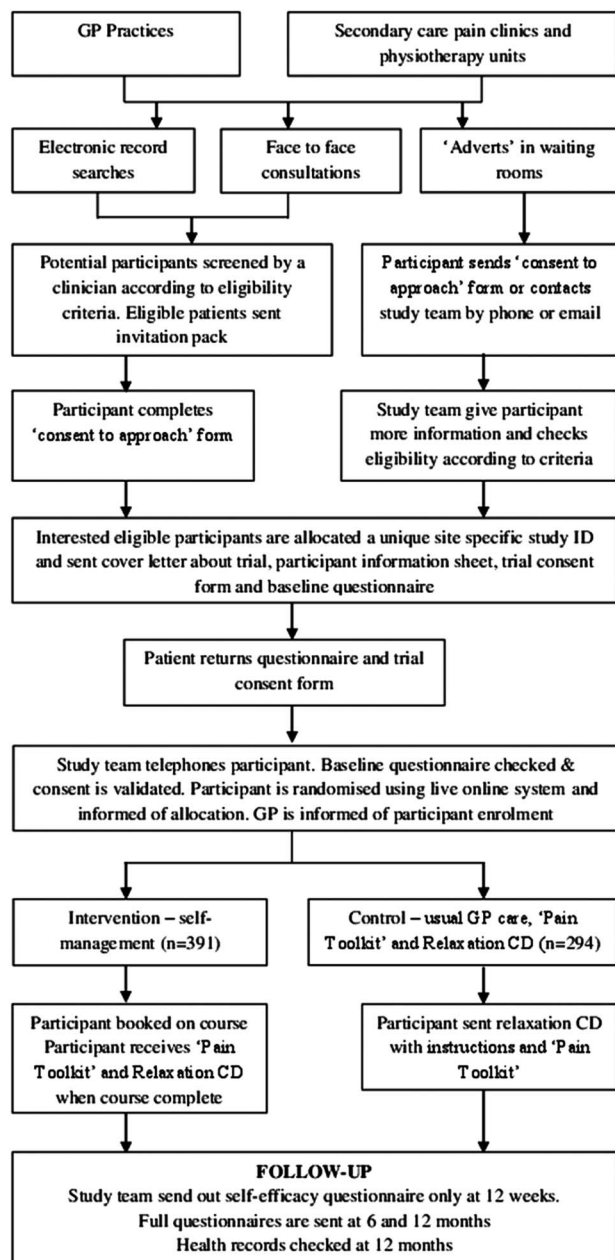 GP Practices
Secondary care pain clinics and
physiotherapy units
Electronic record
searches
Face to face
consultations
‘Adverts’ in waiting
rooms
Potential participants screened by a
clinician according to eligibility
criteria. Eligible patients sent
invitation pack
Participant sends ‘consent to
approach’ form or contacts
study team by phone or email
Participant completes
‘consent to approach’ form
Study team give participant
more information and checks
eligibility according to criteria
Interested eligible participants are allocated a unique site specific study ID
and sent cover letter about trial, participant information sheet, trial consent
form and baseline questionnaire
Patient returns questionnaire and trial
consent form
Study team telephones participant. Baseline questionnaire checked &
consent is validated. Participant is randomised using live online system and
informed of allocation. GP is informed of participant enrolment
Intervention – self-
management (n=391)
Control – usual GP care, ‘Pain
Toolkit’ and Relaxation CD (n=294)
Participant booked on course
Participant receives ‘Pain
Toolkit’ and Relaxation CD
when course complete
Participant sent relaxation CD
with instructions and ‘Pain
Toolkit’
FOLLOW-UP
Study team send out self-efficacy questionnaire only at 12 weeks.
Full questionnaires are sent at 6 and 12 months
Health records checked at 12 months